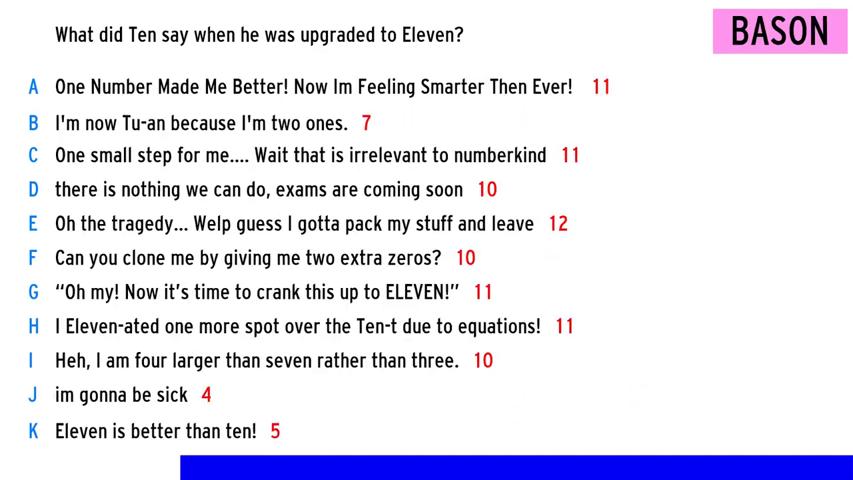 What did Ten say when he was upgraded to Eleven?
BASON
A One Number Made Me Better! Now Im Feeling Smarter Then Ever! 11
B I'm now Tu-an because I'm two ones. 7
C One small step for me.... Wait that is irrelevant to numberkind 11
D there is nothing we can do, exams are coming soon 10
E Oh the tragedy... Welp guess I gotta pack my stuff and leave 12
F Can you clone me by giving me two extra zeros? 10
G “Oh my! Now it’s time to crank this up to ELEVEN!” 11
H I Eleven-ated one more spot over the Ten-t due to equations! 11
I Heh, I am four larger than seven rather than three. 10
J im gonna be sick 4
K Eleven is better than ten! 5